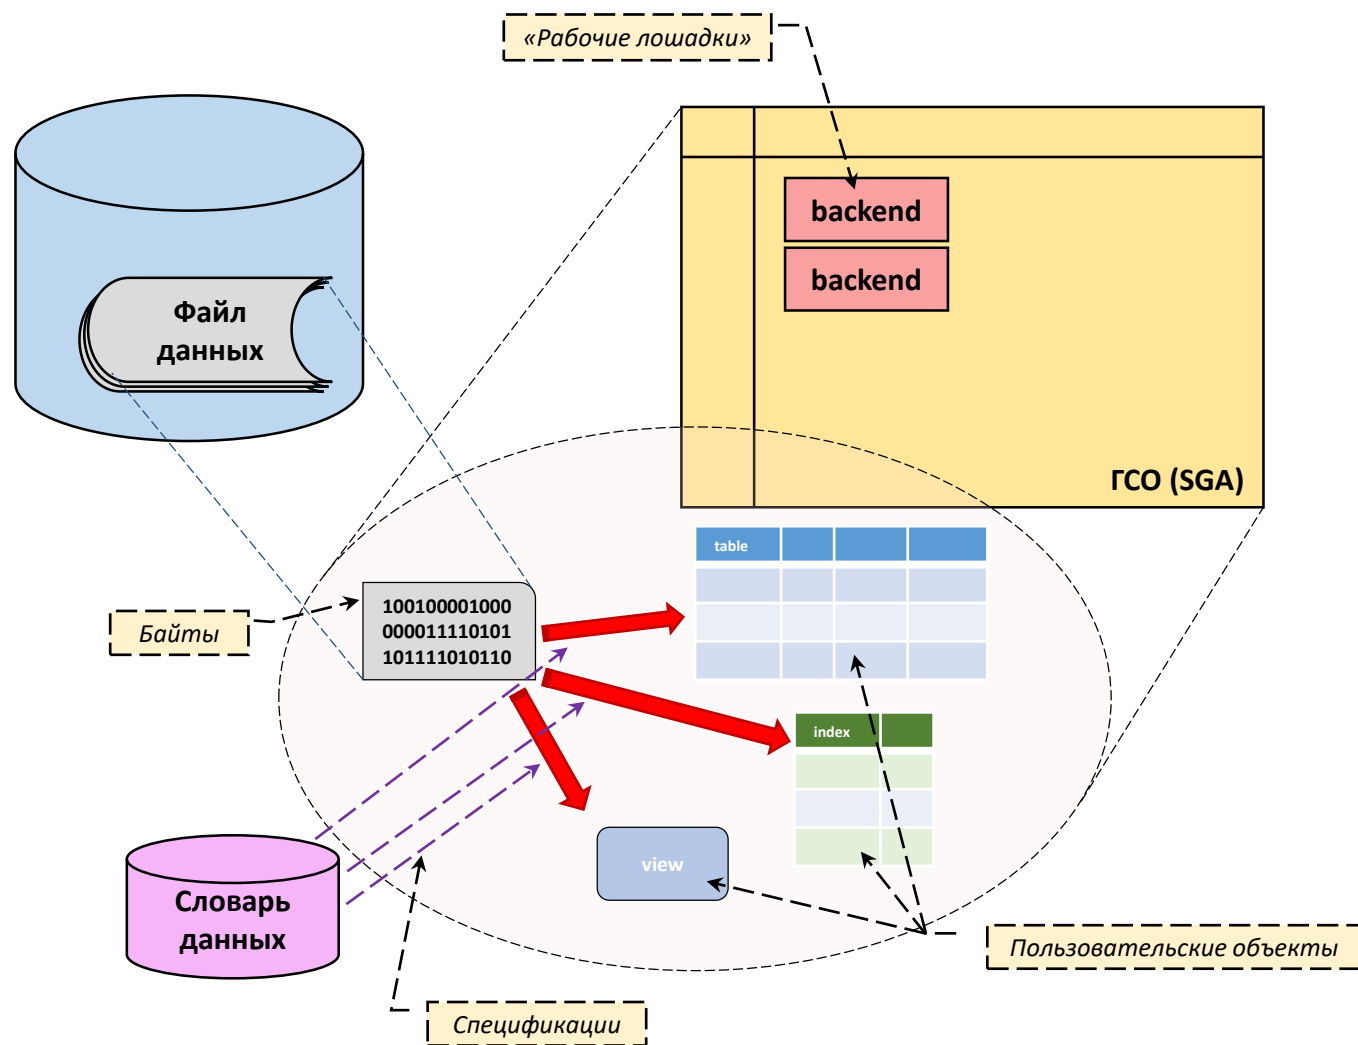 «Рабочие лошадки»
backend
backend
Файл
данных
ГСО (SGA)
table
100100001000
000011110101
101111010110
Байты
index
view
Словарь
данных
Пользовательские объекты
Спецификации